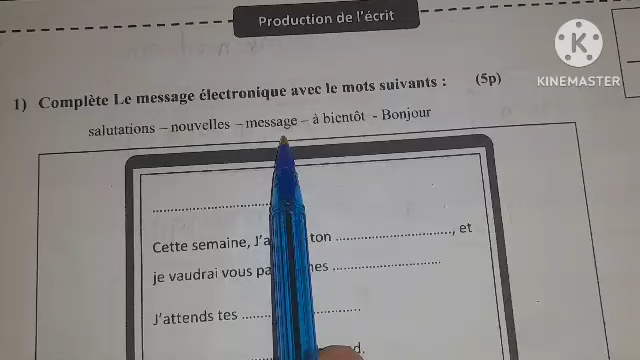 Production de l'écrit
KINEMASTER
1) Complète Le message électronique avec le mots suivants : (5p)
salutations – nouvelles – message – à bientôt - Bonjour
Cette semaine, J'a ton ........................, et
je vaudrai vous pa ......................
J'attends tes ......................